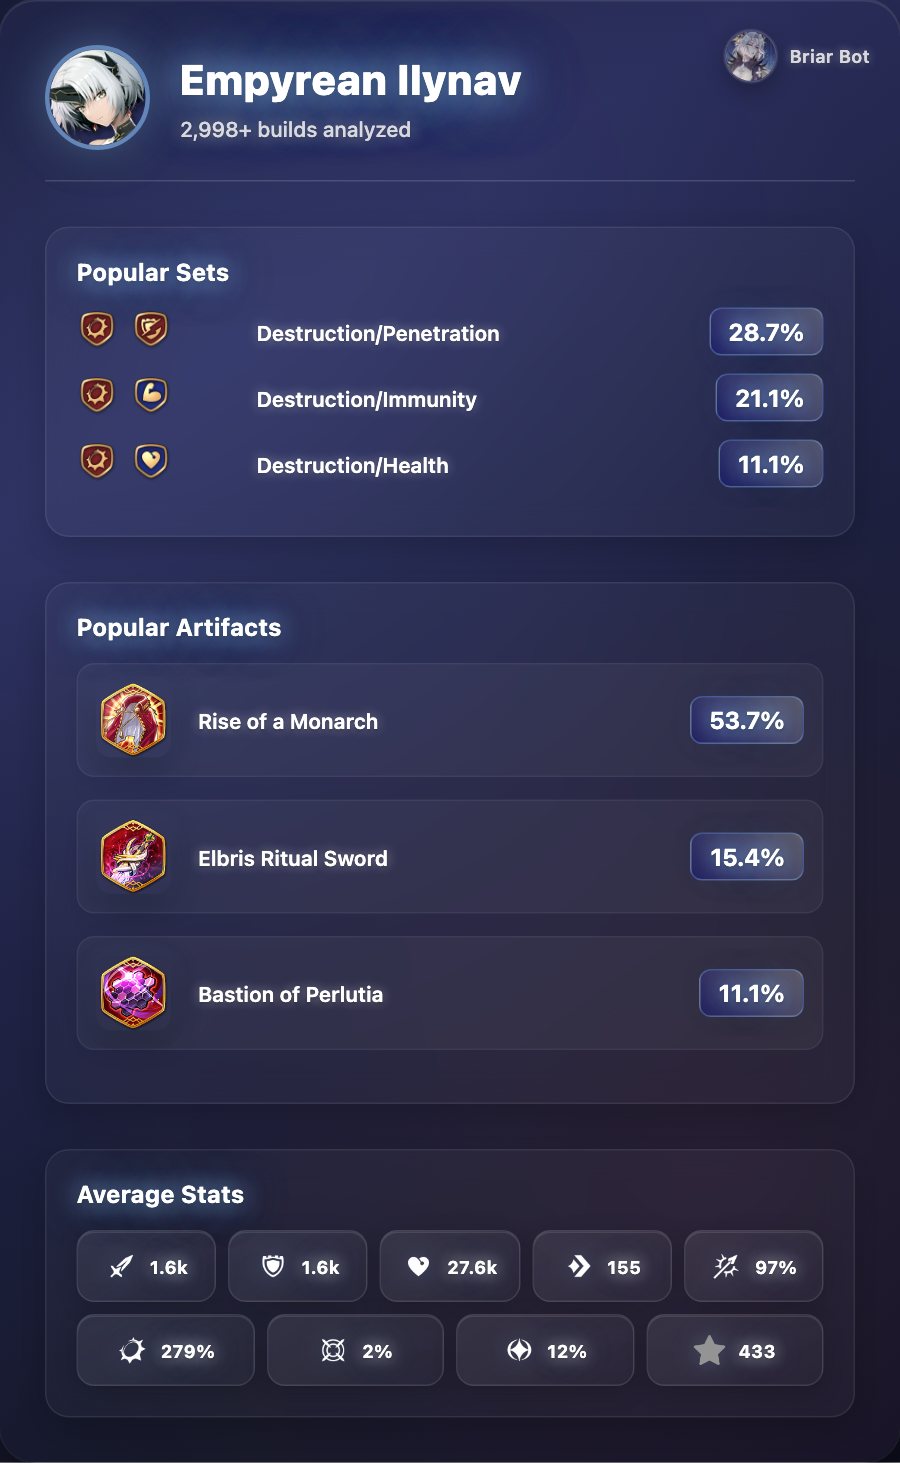 Empyrean Ilynav
2,998+ builds analyzed
Briar Bot
Popular Sets
Destruction/Penetration 28.7%
Destruction/Immunity 21.1%
Destruction/Health 11.1%
Popular Artifacts
Rise of a Monarch 53.7%
Elbris Ritual Sword 15.4%
Bastion of Perlutia 11.1%
Average Stats
1.6k 1.6k 27.6k 155 97%
279% 2% 12% 433